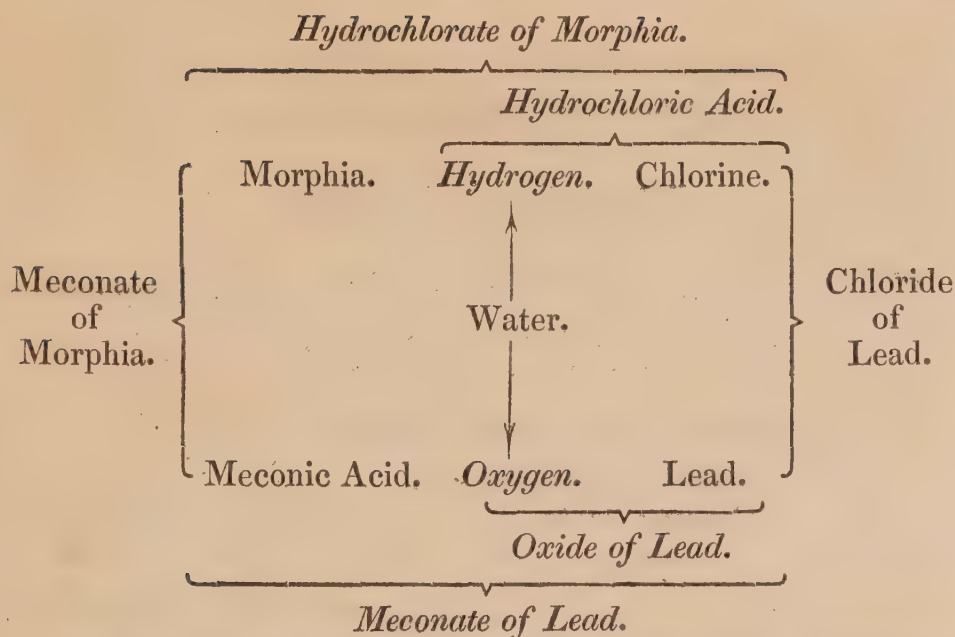 Hydrochlorate of Morphia.
Hydrochloric Acid.
Morphia. Hydrogen. Chlorine.
Meconate
of
Morphia.
Water.
Chloride
of
Lead.
Meconic Acid. Oxygen. Lead.
Oxide of Lead.
Meconate of Lead.